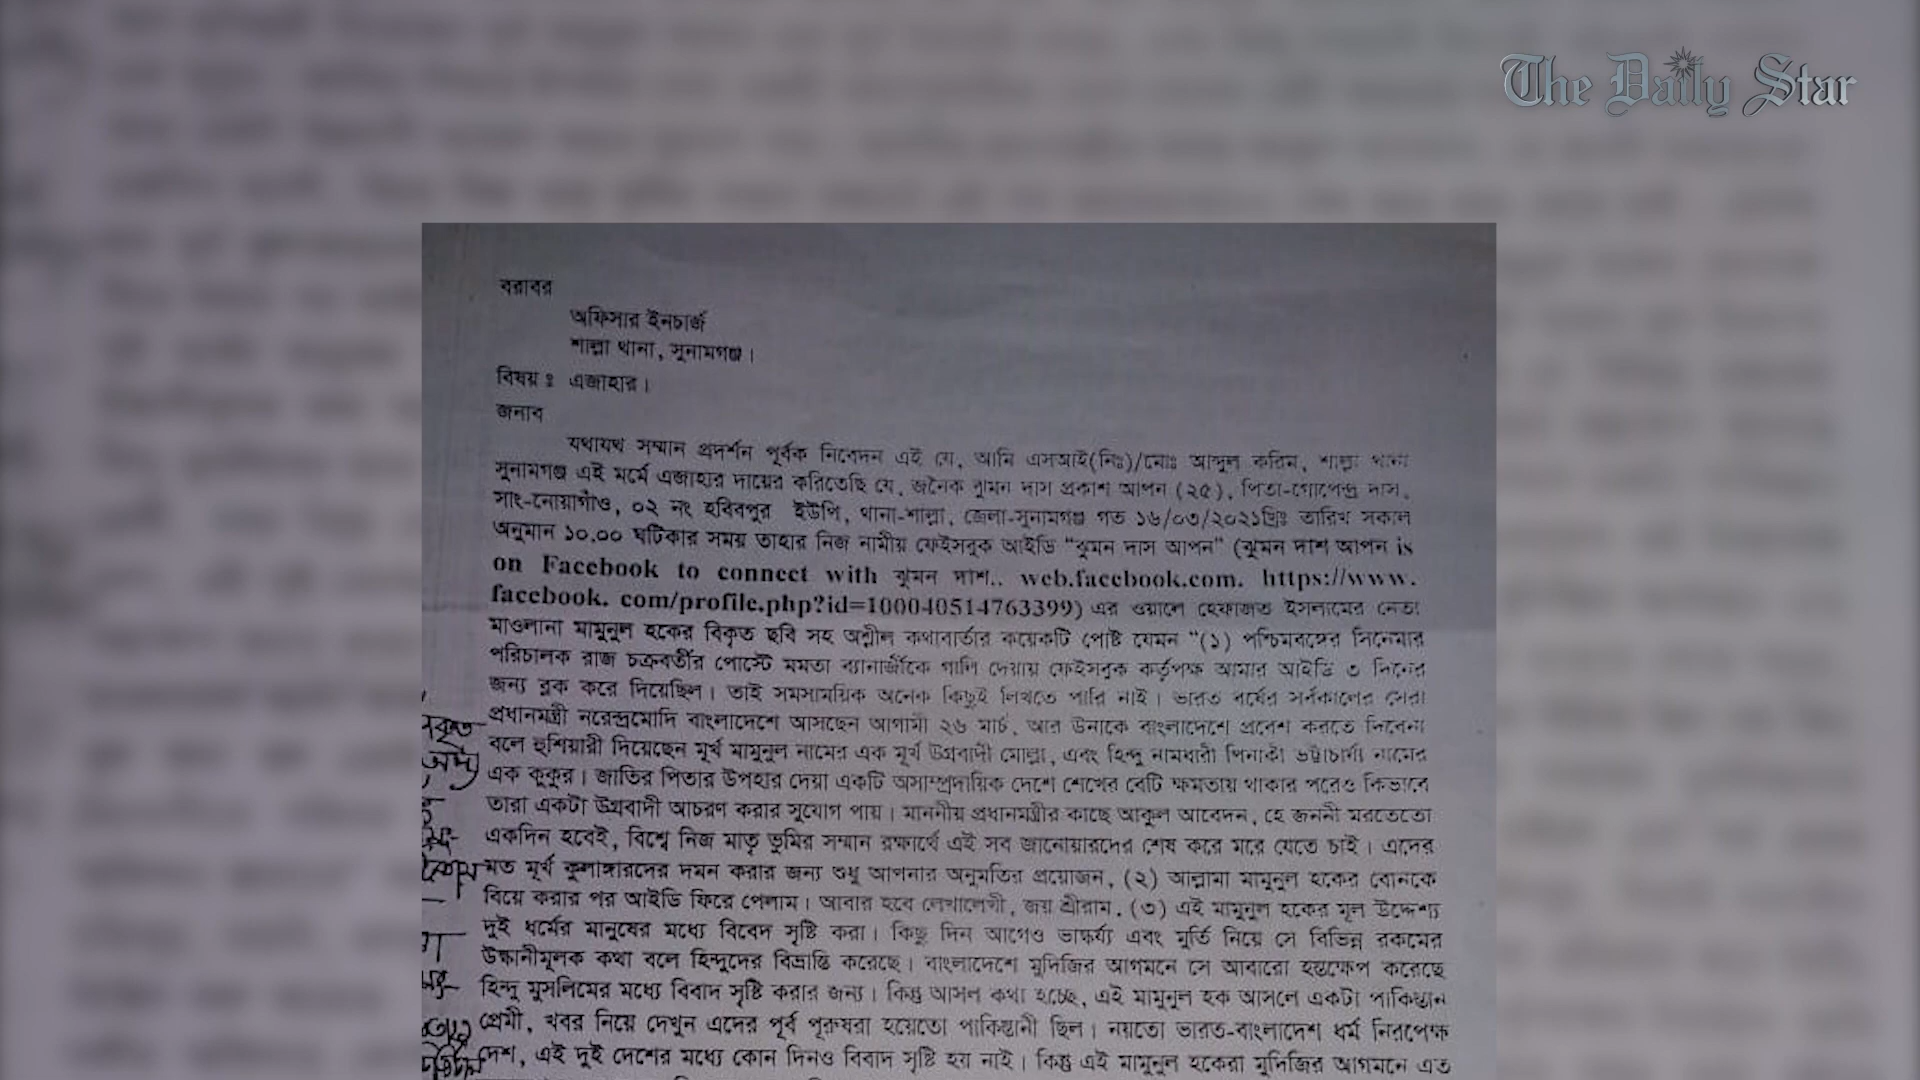 The Daily Star
বরাবর
অফিসার ইনচার্জ
শাল্লা থানা, সুনামগঞ্জ।
বিষয়ঃ এজাহার।
জনাব
যথাযথ সম্মান প্রদর্শন পূর্বক নিবেদন এই যে, আমি এসআই(নিঃ)/মোঃ আব্দুল করিম, শাল্লা থানা
সুনামগঞ্জ এই মর্মে এজাহার দায়ের করিতেছি যে, জনৈক ঝুমন দাস প্রকাশ আপন (২৫), পিতা-গোপেন্দ্র দাস,
সাং-নোয়াগাঁও, ০২ নং হবিবপুর ইউপি, থানা-শাল্লা, জেলা-সুনামগঞ্জ গত ১৬/০৩/২০২১খ্রিঃ তারিখ সকাল
অনুমান ১০.০০ ঘটিকার সময় তাহার নিজ নামীয় ফেইসবুক আইডি "ঝুমন দাস আপন" (ঝুমন দাশ আপন is
on Facebook to connect with ঝুমন দাশ.. web.facebook.com. https://www.
facebook. com/profile.php?id=100040514763399) এর ওয়ালে হেফাজত ইসলামের নেতা
মাওলানা মামুনুল হকের বিকৃত ছবি সহ অশ্লীল কথাবার্তার কয়েকটি পোষ্ট যেমন "(১) পশ্চিমবঙ্গের সিনেমার
পরিচালক রাজ চক্রবর্তীর পোস্টে মমতা ব্যানার্জীকে গালি দেয়ায় ফেইসবুক কর্তৃপক্ষ আমার আইডি ৩ দিনের
জন্য ব্লক করে দিয়েছিল। তাই সমসাময়িক অনেক কিছুই লিখতে পারি নাই। ভারত বর্ষের সর্বকালের সেরা
প্রধানমন্ত্রী নরেন্দ্রমোদি বাংলাদেশে আসছেন আগামী ২৬ মার্চ, আর উনাকে বাংলাদেশে প্রবেশ করতে দিবেনা
বলে হুশিয়ারী দিয়েছেন মূর্খ মামুনুল নামের এক মূর্খ উগ্রবাদী মোল্লা, এবং হিন্দু নামধারী পিনাকী ভট্টাচার্য্য নামের
এক কুকুর। জাতির পিতার উপহার দেয়া একটি অসাম্প্রদায়িক দেশে শেখের বেটি ক্ষমতায় থাকার পরেও কিভাবে
তারা একটা উগ্রবাদী আচরণ করার সুযোগ পায়। মাননীয় প্রধানমন্ত্রীর কাছে আকুল আবেদন, হে জননী মরতেতো
একদিন হবেই, বিশ্বে নিজ মাতৃ ভুমির সম্মান রক্ষার্থে এই সব জানোয়ারদের শেষ করে মরে যেতে চাই। এদের
মত মূর্খ কুলাঙ্গারদের দমন করার জন্য শুধু আপনার অনুমতির প্রয়োজন, (২) আল্লামা মামুনুল হকের বোনকে
বিয়ে করার পর আইডি ফিরে পেলাম। আবার হবে লেখালেখী, জয় শ্রীরাম, (৩) এই মামুনুল হকের মূল উদ্দেশ্য
দুই ধর্মের মানুষের মধ্যে বিবেদ সৃষ্টি করা। কিছু দিন আগেও ভাস্কর্য্য এবং মুর্তি নিয়ে সে বিভিন্ন রকমের
উস্কানীমূলক কথা বলে হিন্দুদের বিভ্রান্তি করেছে। বাংলাদেশে মুদিজির আগমনে সে আবারো হস্তক্ষেপ করেছে
হিন্দু মুসলিমের মধ্যে বিবাদ সৃষ্টি করার জন্য। কিন্তু আসল কথা হচ্ছে, এই মামুনুল হক আসলে একটা পাকিস্তান
প্রেমী, খবর নিয়ে দেখুন এদের পূর্ব পূরুষরা হয়েতো পাকিস্তানী ছিল। নয়তো ভারত-বাংলাদেশ ধর্ম নিরপেক্ষ
দেশ, এই দুই দেশের মধ্যে কোন দিনও বিবাদ সৃষ্টি হয় নাই। কিন্তু এই মামুনুল হকেরা মুদিজির আগমনে এত